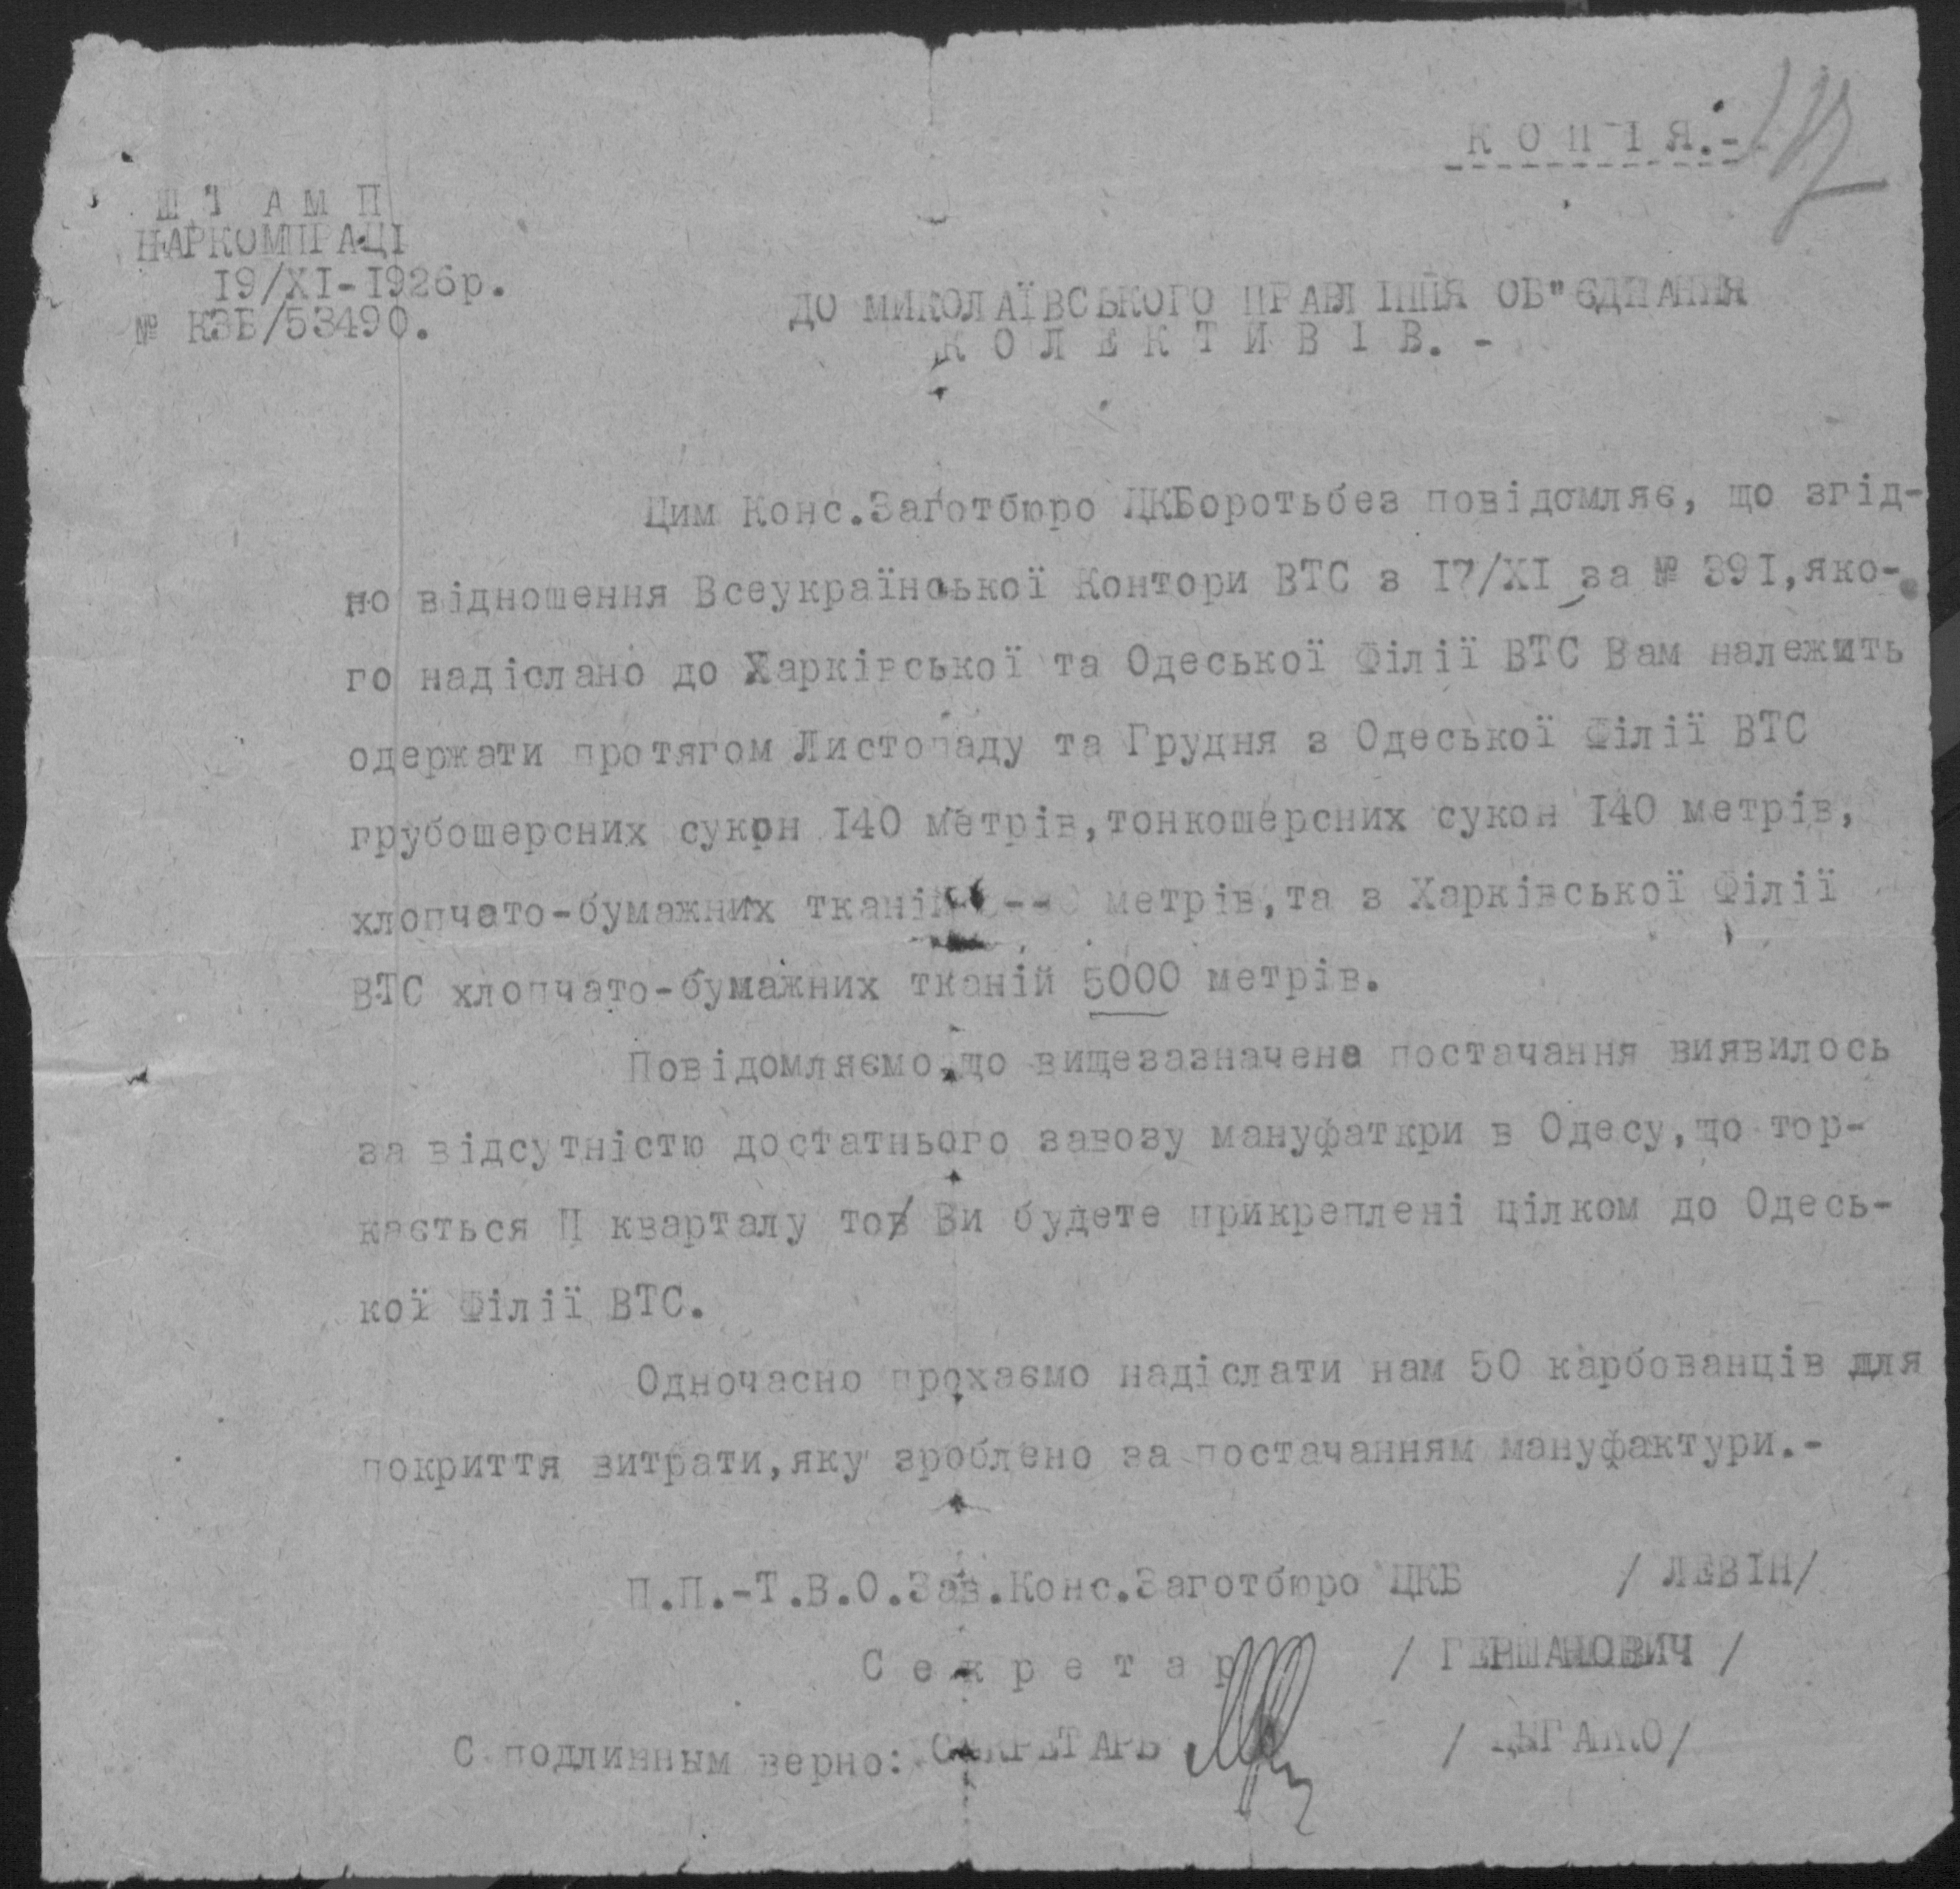 К О П І Я.-
Ш Т А М П
НАРКОМПРАЦІ
19/XI-1926р.
№ КЗБ/53490.
ДО МИКОЛАЇВСЬКОГО ПРАВЛІННЯ ОБ"ЄДНАННЯ
К О Л Е К Т И В І В. -
Цим Конс.Заготбюро ЦКБоротьбез повідомляє, що згід-
но відношення Всеукраїнської Контори ВТС з I7/XI за № 39I,яко-
го надіслано до Харківської та Одеської Філії ВТС Вам належить
одержати протягом Листопаду та Грудня з Одеської Філії ВТС
грубошерсних сукон I40 метрів,тонкошерсних сукон I40 метрів,
хлопчато-бумажних тканій метрів,та з Харківської Філії
ВТС хлопчато-бумажних тканій 5000 метрів.
Повідомляємо,що вищезазначене постачання виявилось
за відсутністю достатнього завозу мануфаткри в Одесу,що тор-
кається II кварталу то Ви будете прикреплені цілком до Одесь-
кої Філії ВТС.
Одночасно прохаємо надіслати нам 50 карбованців для
покриття витрати,яку зроблено за постачанням мануфактури.-
П.П.-Т.В.О.Зав.Конс.Заготбюро ЦКБ / ЛЕВІН/
С е к р е т а р / ГЕРШАНОВИЧ /
С подлинным верно: СЕКРЕТАРЬ / ЦЫГАНКО/